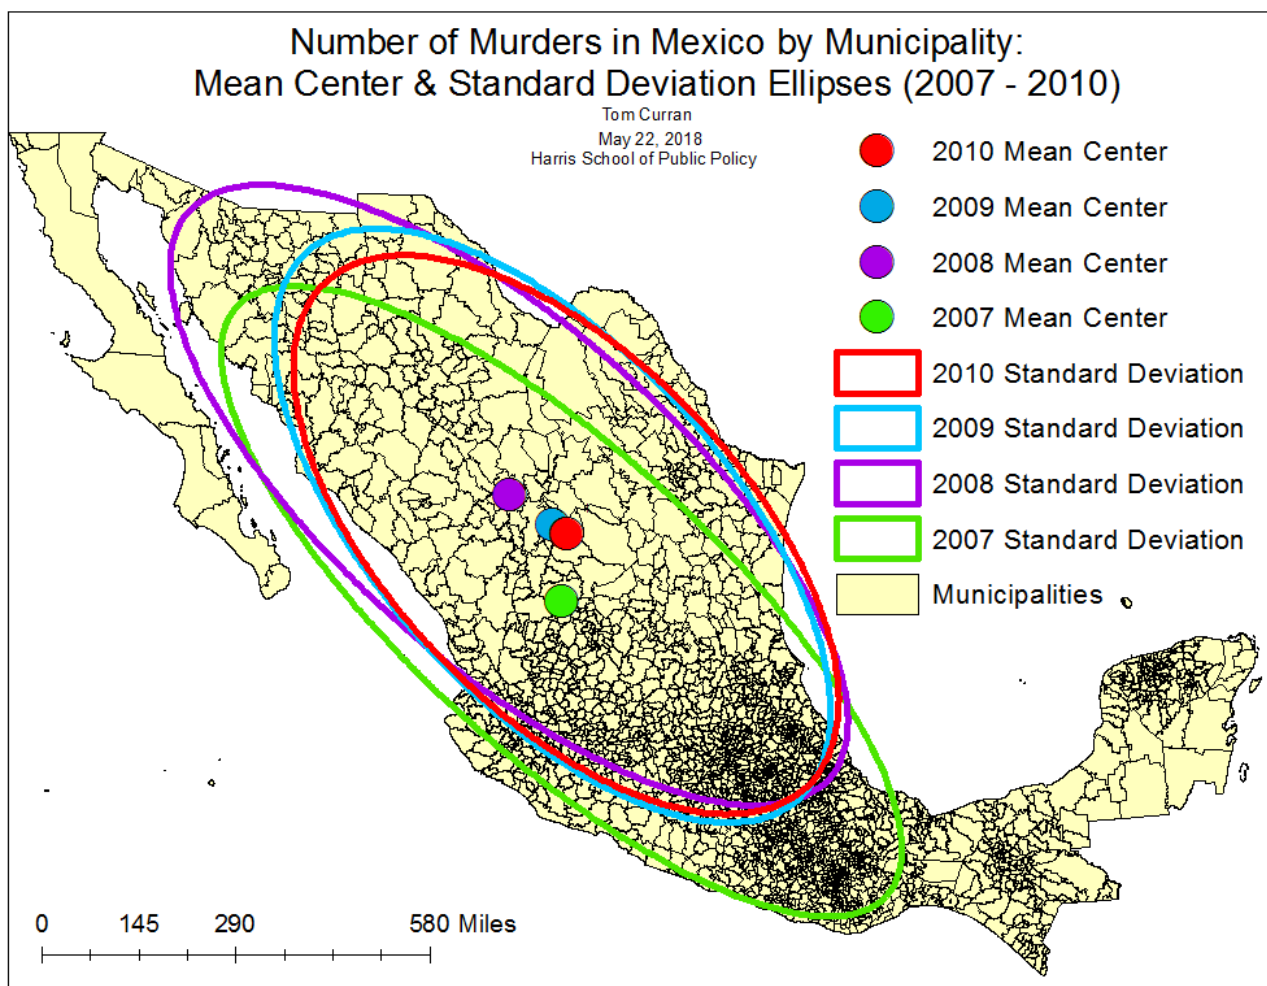 Number of Murders in Mexico by Municipality:
Mean Center & Standard Deviation Ellipses (2007 - 2010)
Tom Curran
May 22, 2018
Harris School of Public Policy
2010 Mean Center
2009 Mean Center
2008 Mean Center
2007 Mean Center
2010 Standard Deviation
2009 Standard Deviation
2008 Standard Deviation
2007 Standard Deviation
Municipalities
0 145 290 580 Miles